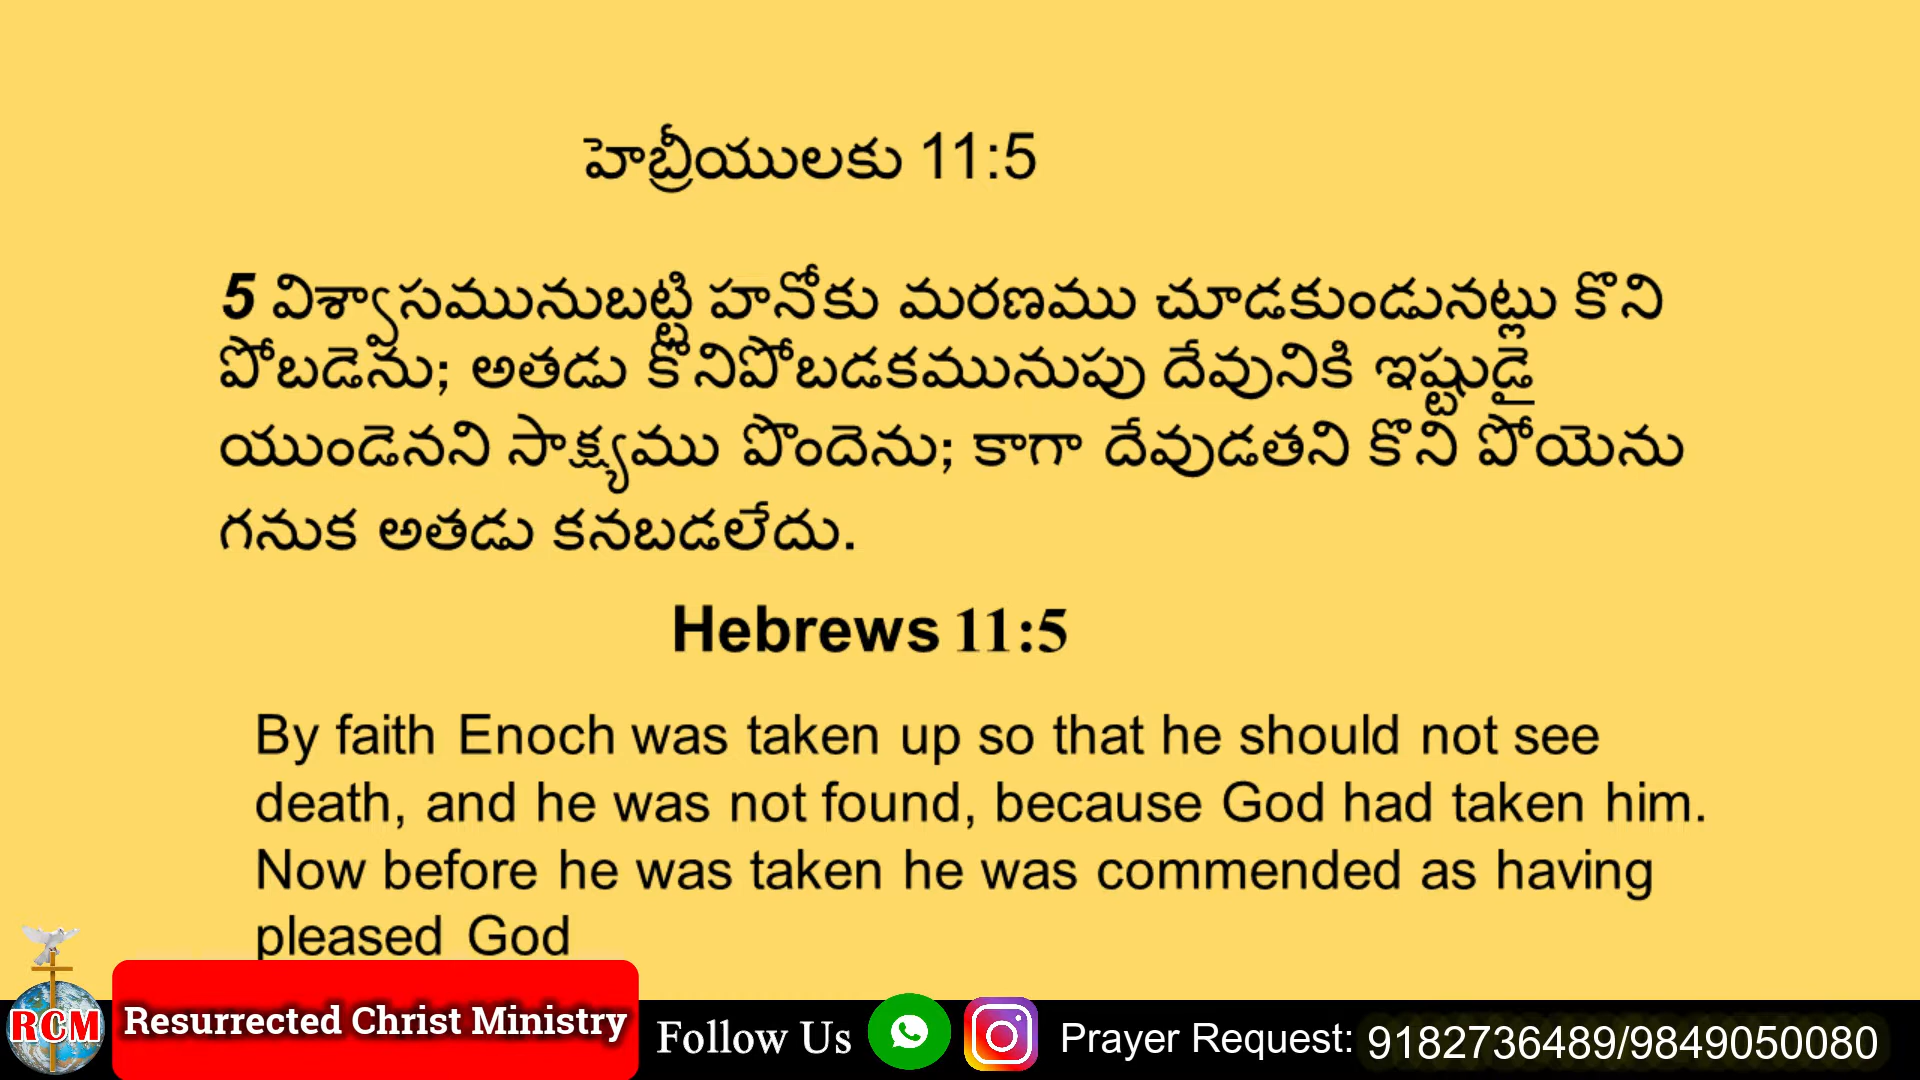 హెబ్రీయులకు 11:5
5 విశ్వాసమునుబట్టి హనోకు మరణము చూడకుండునట్లు కొని
పోబడెను; అతడు కొనిపోబడకమునుపు దేవునికి ఇష్టుడై
యుండెనని సాక్ష్యము పొందెను; కాగా దేవుడతని కొని పోయెను
గనుక అతడు కనబడలేదు.
Hebrews 11:5
By faith Enoch was taken up so that he should not see
death, and he was not found, because God had taken him.
Now before he was taken he was commended as having
pleased God
RCM
Resurrected Christ Ministry
Follow Us
Prayer Request: 9182736489/9849050080